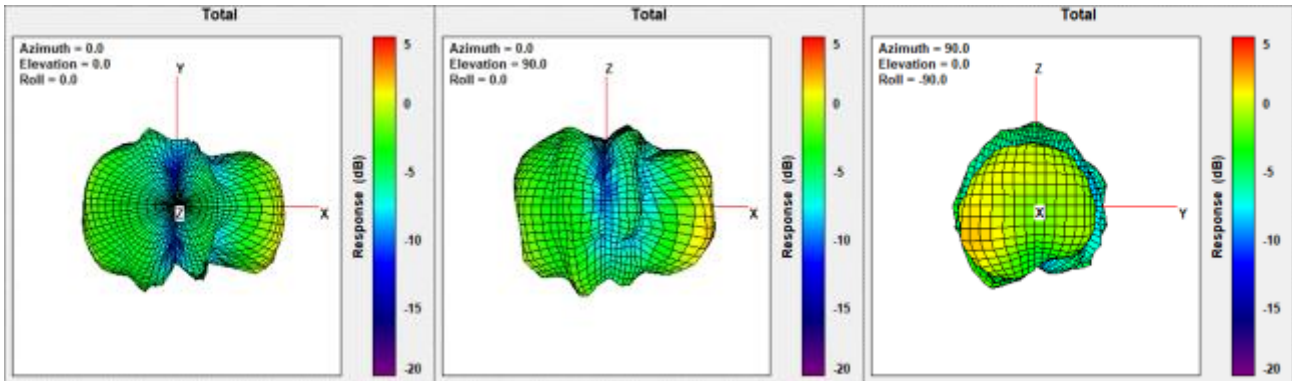 Total
Azimuth = 0.0
Elevation = 0.0
Roll = 0.0
Y
Z
X
5
0
-5
-10
-15
-20
Response (dB)
Total
Azimuth = 0.0
Elevation = 90.0
Roll = 0.0
Z
X
5
0
-5
-10
-15
-20
Response (dB)
Total
Azimuth = 90.0
Elevation = 0.0
Roll = -90.0
Z
X
Y
5
0
-5
-10
-15
-20
Response (dB)